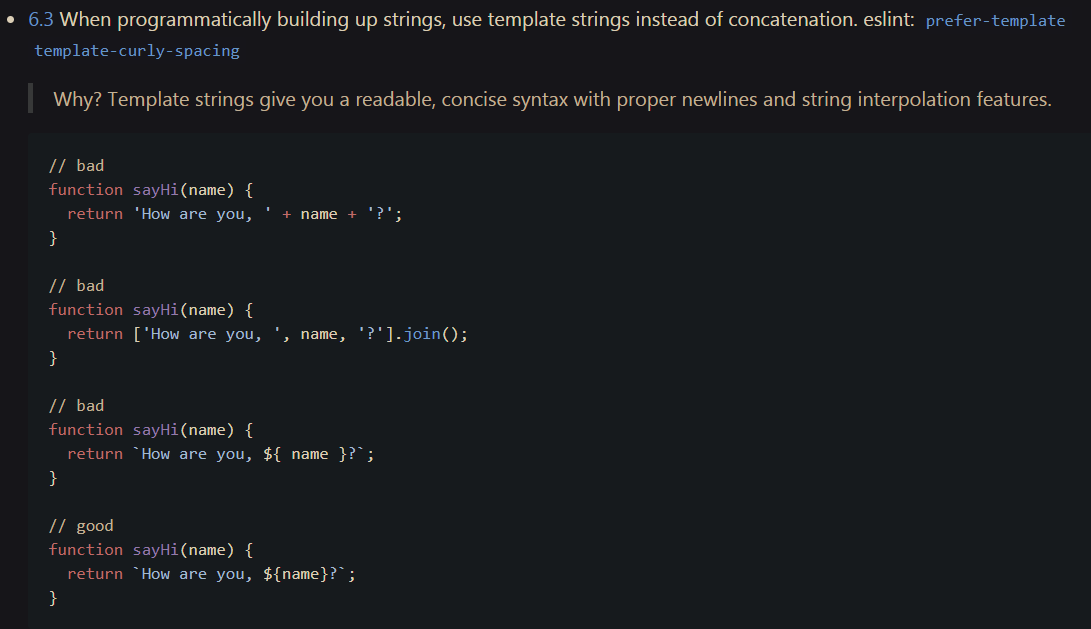 6.3 When programmatically building up strings, use template strings instead of concatenation. eslint: prefer-template
template-curly-spacing
Why? Template strings give you a readable, concise syntax with proper newlines and string interpolation features.
// bad
function sayHi(name) {
  return 'How are you, ' + name + '?';
}
// bad
function sayHi(name) {
  return ['How are you, ', name, '?'].join();
}
// bad
function sayHi(name) {
  return `How are you, ${ name }?`;
}
// good
function sayHi(name) {
  return `How are you, ${name}?`;
}